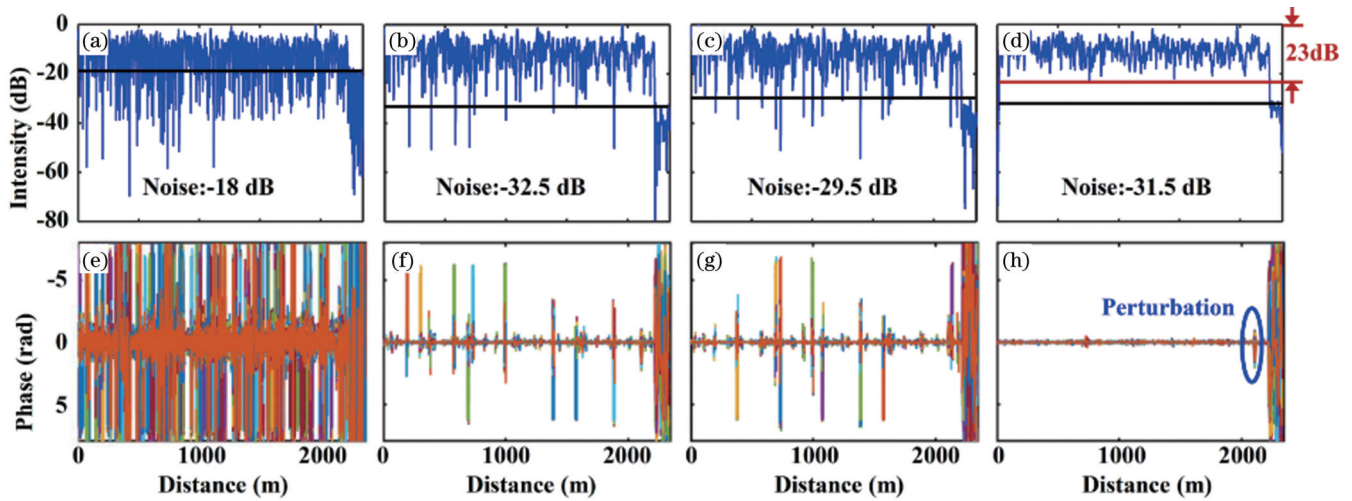 (a) (b) (c) (d)
0
-20
-40
-60
-80
Intensity (dB)
Noise:-18 dB Noise:-32.5 dB Noise:-29.5 dB Noise:-31.5 dB
23dB
(e) (f) (g) (h)
-5
0
5
Phase (rad)
Perturbation
0 1000 2000 0 1000 2000 0 1000 2000 0 1000 2000
Distance (m) Distance (m) Distance (m) Distance (m)